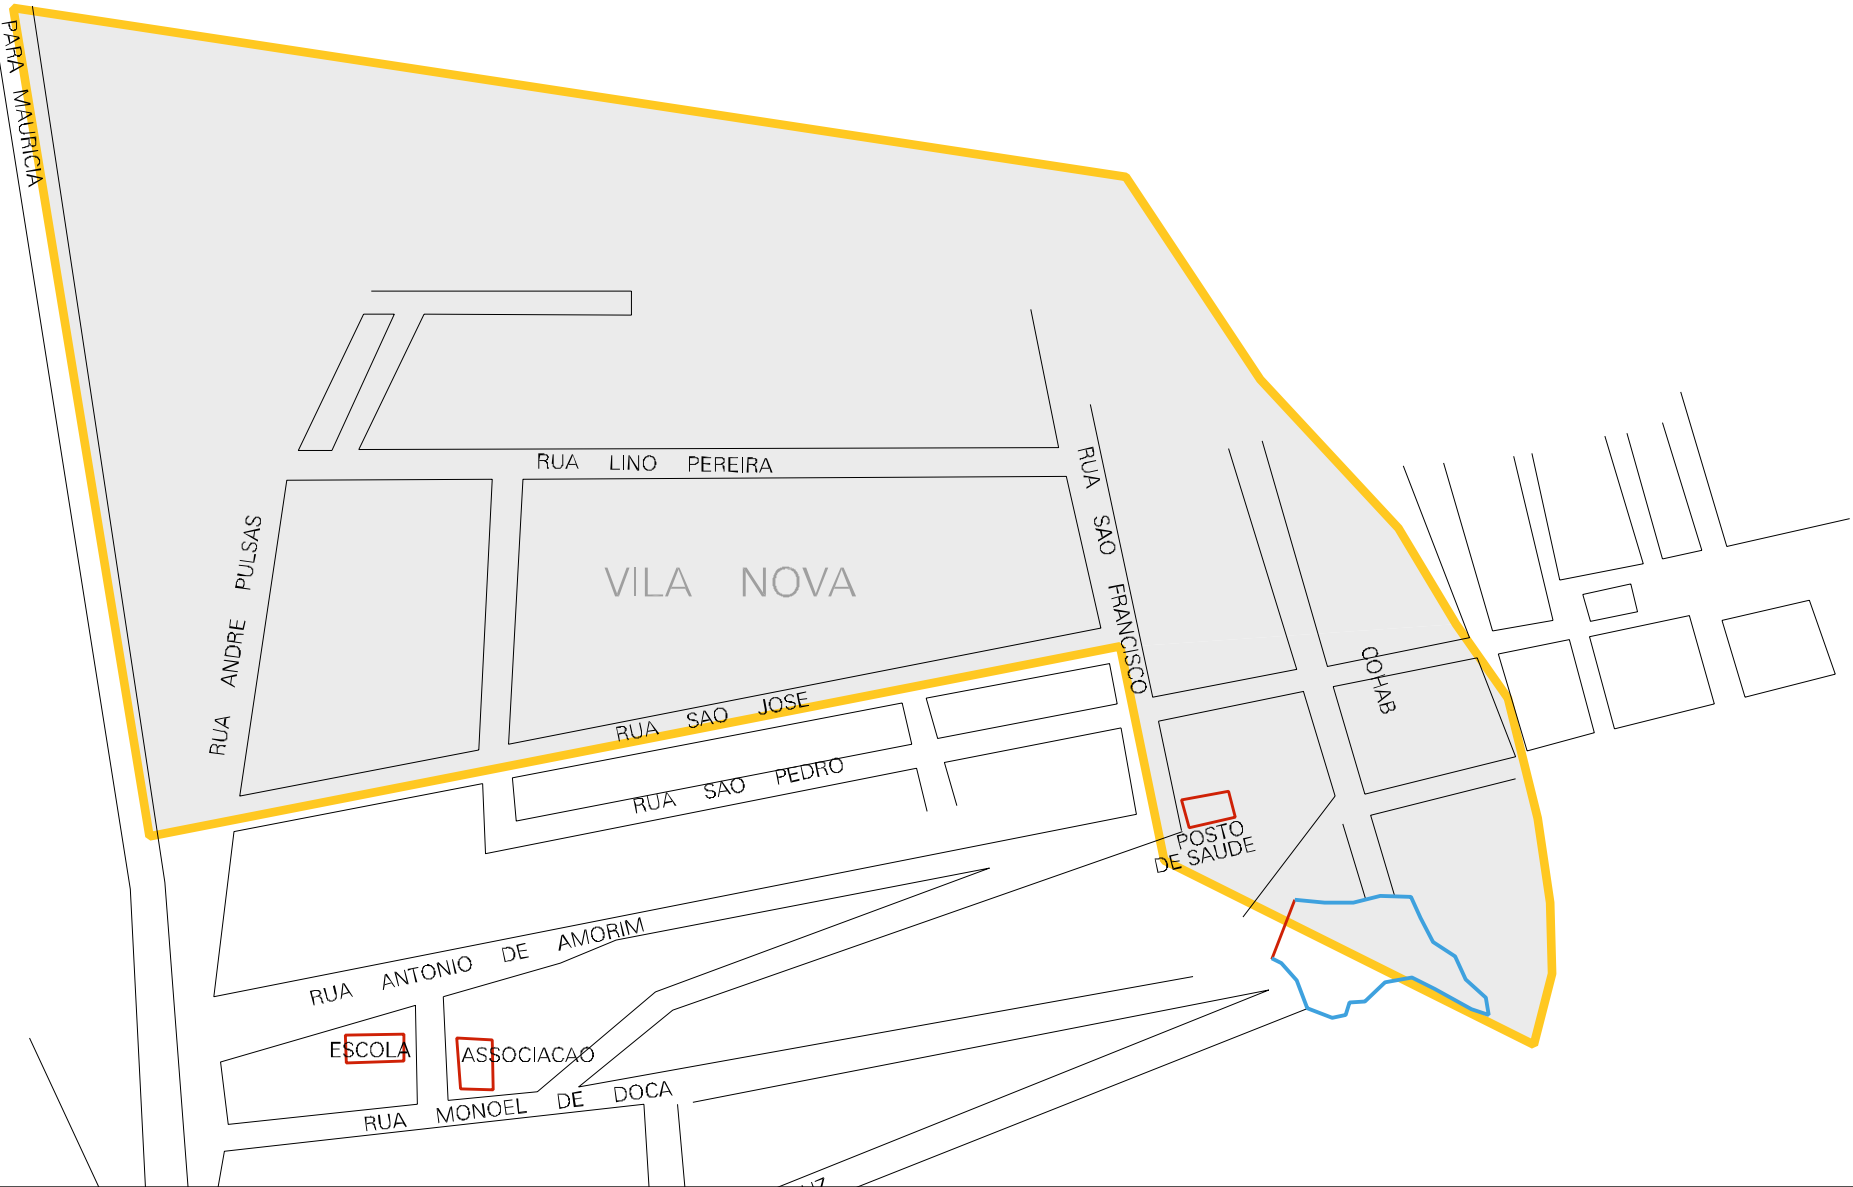 PARA MAURICIA
RUA LINO PEREIRA
RUA SAO FRANCISCO
RUA ANDRE PULSAS
VILA NOVA
COHAB
RUA SAO JOSE
RUA SAO PEDRO
POSTO
DE SAUDE
RUA ANTONIO DE AMORIM
ESCOLA
ASSOCIACAO
RUA MONOEL DE DOCA